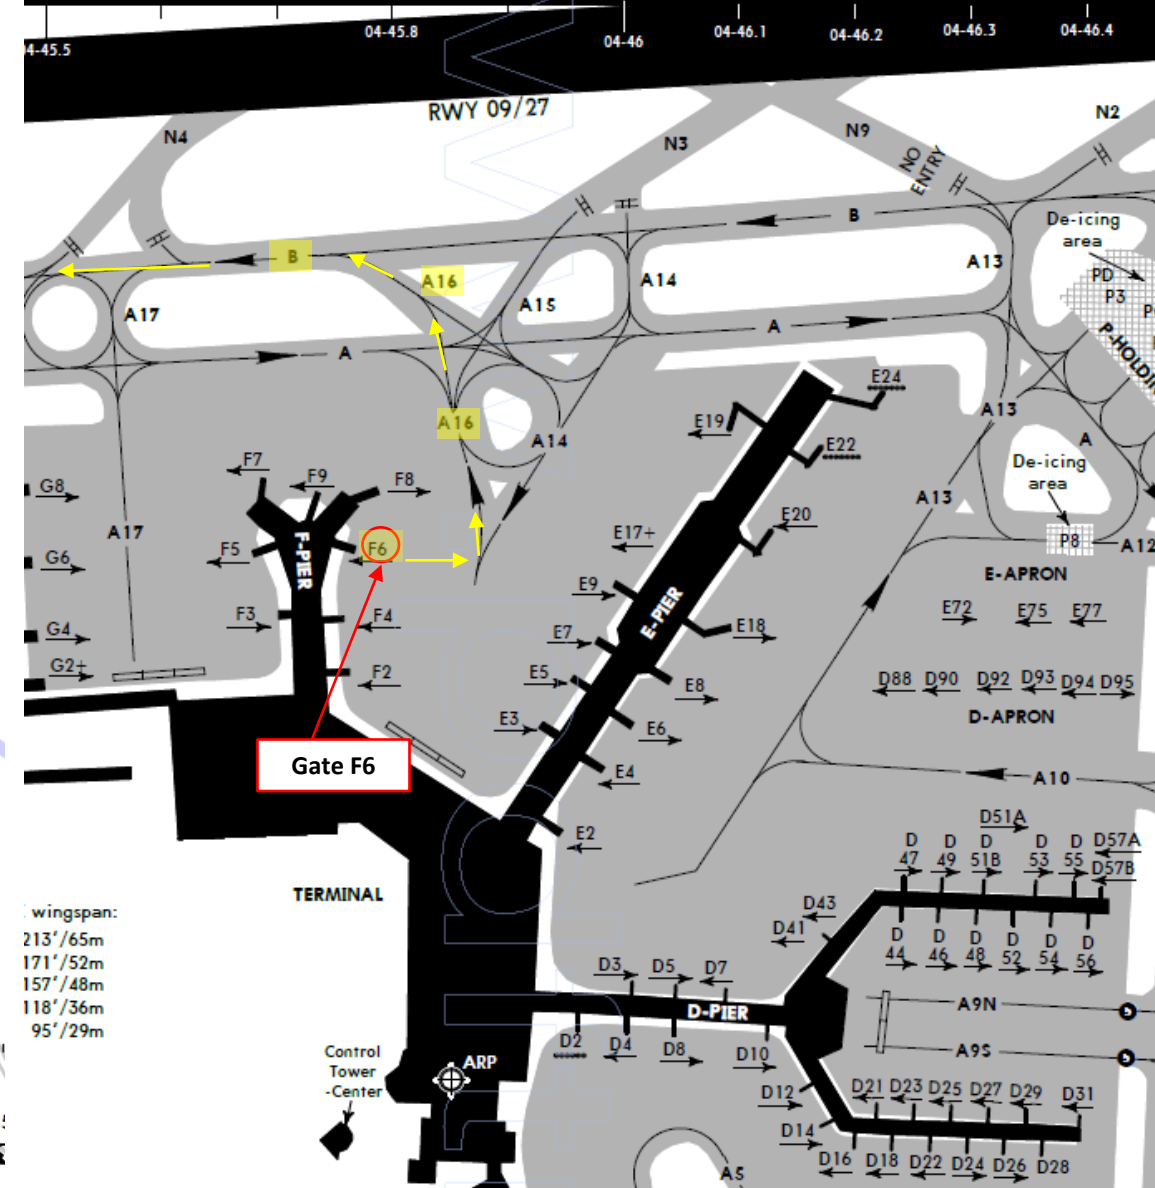 04-45.5
04-45.8
04-46
04-46.1
04-46.2
04-46.3
04-46.4
RWY 09/27
N4
N3
N9
N2
NO
ENTRY
B
B
De-icing
area
PD
P3
P-HOLDIN
A16
A15
A14
A13
A17
A
A
A16
A14
A13
A
E24
E19
E22
De-icing
area
F7
F9
F8
G8
A17
E17+
E20
A13
P8
A12
F-PIER
F5
F6
G6
E-APRON
E9
E-PIER
E72
E75
E77
F3
F4
G4
E7
E18
G2+
F2
E5
E8
D88
D90
D92
D93
D94
D95
D-APRON
E3
E6
Gate F6
E4
A10
E2
D51A
D57A
D
47
D
49
D
51B
D
53
D
55
D57B
TERMINAL
wingspan:
213'/65m
171'/52m
157'/48m
118'/36m
95'/29m
D43
D41
D
44
D
46
D
48
D
52
D
54
D
56
D3
D5
D7
D-PIER
A9N
D2
D4
D8
D10
A9S
Control
Tower
-Center
ARP
D12
D21
D23
D25
D27
D29
D31
D14
D16
D18
D22
D24
D26
D28
A5